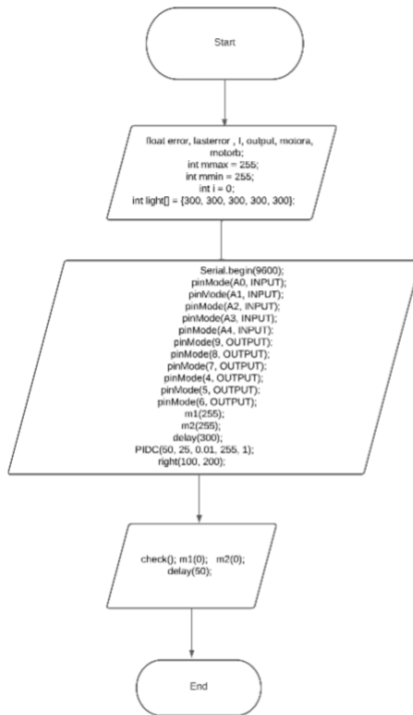 Start
float error, lasterror , I, output, motora,
motorb;
int mmax = 255;
int mmin = 255;
int i = 0;
int light[] = {300, 300, 300, 300, 300};
Serial.begin(9600);
pinMode(A0, INPUT);
pinMode(A1, INPUT);
pinMode(A2, INPUT);
pinMode(A3, INPUT);
pinMode(A4, INPUT);
pinMode(9, OUTPUT);
pinMode(8, OUTPUT);
pinMode(7, OUTPUT);
pinMode(4, OUTPUT);
pinMode(5, OUTPUT);
pinMode(6, OUTPUT);
m1(255);
m2(255);
delay(300);
PIDC(50, 25, 0.01, 255, 1);
right(100, 200);
check(); m1(0); m2(0);
delay(50);
End